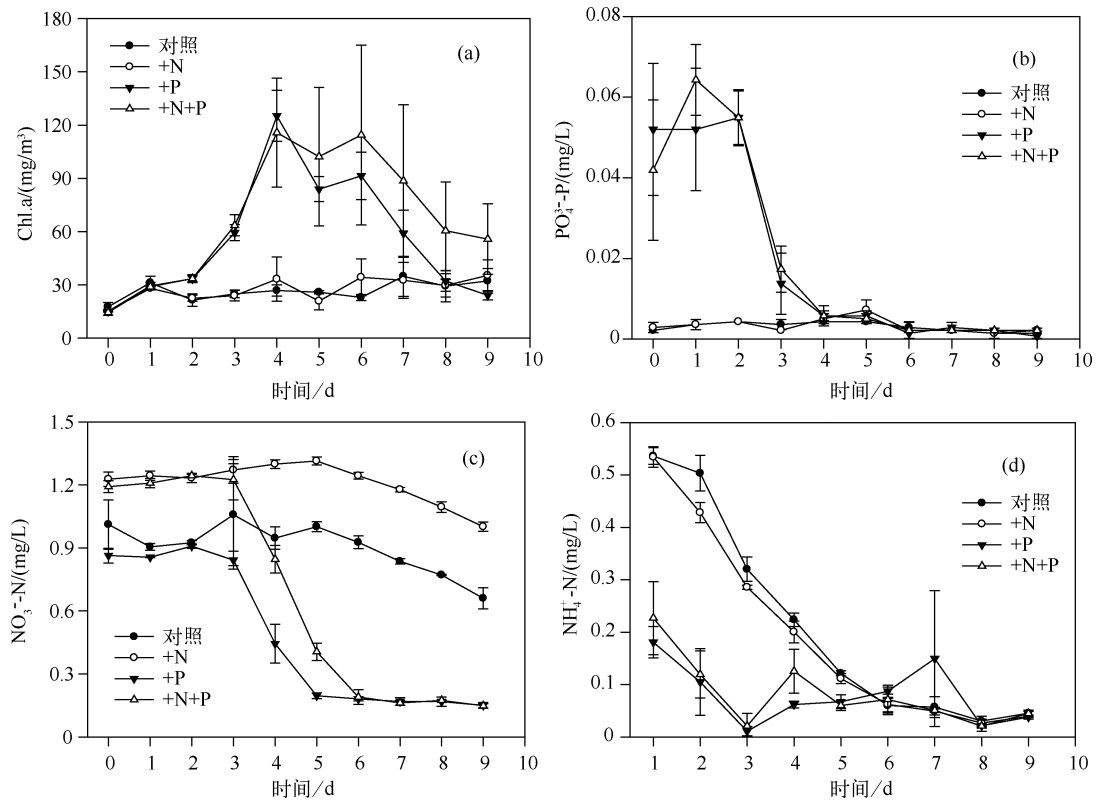 180
150
120
90
60
30
0
Chl.a/(mg/m³)
对照
+N
+P
+N+P
(a)
0 1 2 3 4 5 6 7 8 9 10
时间/d
0.08
0.06
0.04
0.02
0
PO₄³⁻-P/(mg/L)
(b)
对照
+N
+P
+N+P
0 1 2 3 4 5 6 7 8 9 10
时间/d
1.5
1.2
0.9
0.6
0.3
0
NO₃⁻-N/(mg/L)
(c)
对照
+N
+P
+N+P
0 1 2 3 4 5 6 7 8 9 10
时间/d
0.6
0.5
0.4
0.3
0.2
0.1
0
NH₄⁺-N/(mg/L)
(d)
对照
+N
+P
+N+P
1 2 3 4 5 6 7 8 9 10
时间/d